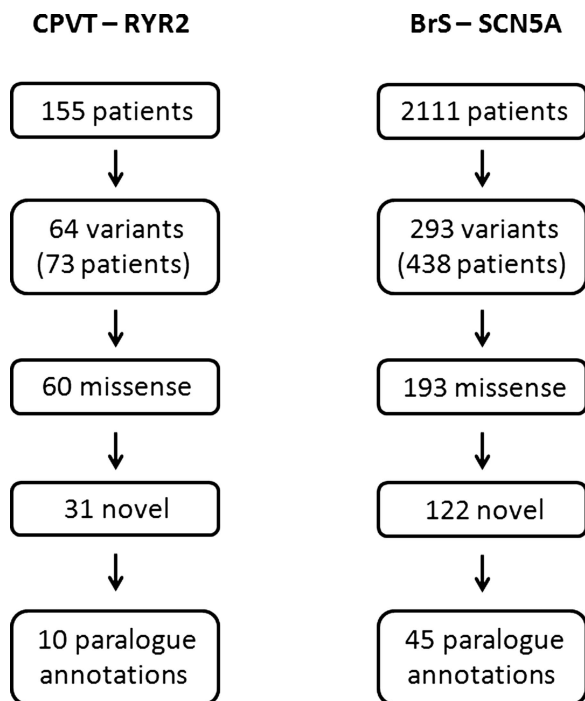 CPVT – RYR2
155 patients
64 variants
(73 patients)
60 missense
31 novel
10 paralogue
annotations
BrS – SCN5A
2111 patients
293 variants
(438 patients)
193 missense
122 novel
45 paralogue
annotations